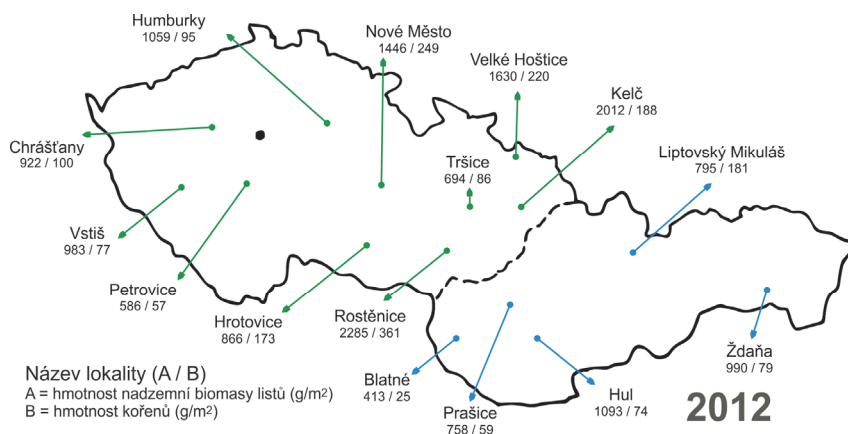 Humburky
1059 / 95
Nové Město
1446 / 249
Velké Hoštice
1630 / 220
Kelč
2012 / 188
Chrášťany
922 / 100
Tršice
694 / 86
Liptovský Mikuláš
795 / 181
Vstiš
983 / 77
Petrovice
586 / 57
Hrotovice
866 / 173
Rostěnice
2285 / 361
Ždaňa
990 / 79
Blatné
413 / 25
Prašice
758 / 59
Hul
1093 / 74
Název lokality (A / B)
A = hmotnost nadzemní biomasy listů (g/m²)
B = hmotnost kořenů (g/m²)
2012